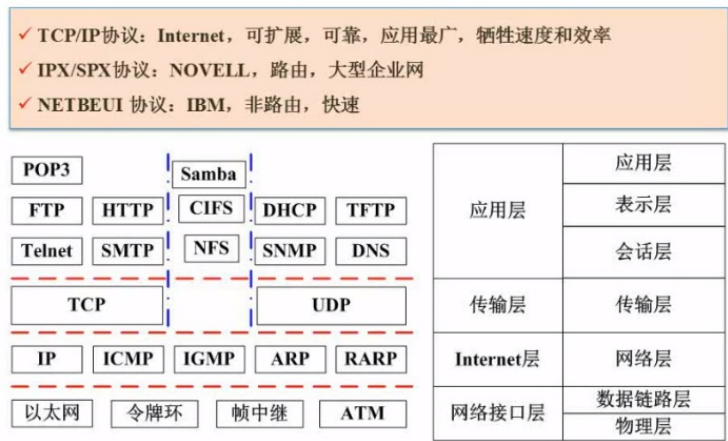 ✓ TCP/IP协议：Internet，可扩展，可靠，应用最广，牺牲速度和效率
✓ IPX/SPX协议：NOVELL，路由，大型企业网
✓ NETBEUI 协议：IBM，非路由，快速
POP3 Samba
FTP HTTP CIFS DHCP TFTP
Telnet SMTP NFS SNMP DNS
TCP UDP
IP ICMP IGMP ARP RARP
以太网 令牌环 帧中继 ATM
应用层 应用层
表示层
会话层
传输层 传输层
Internet层 网络层
网络接口层 数据链路层
物理层